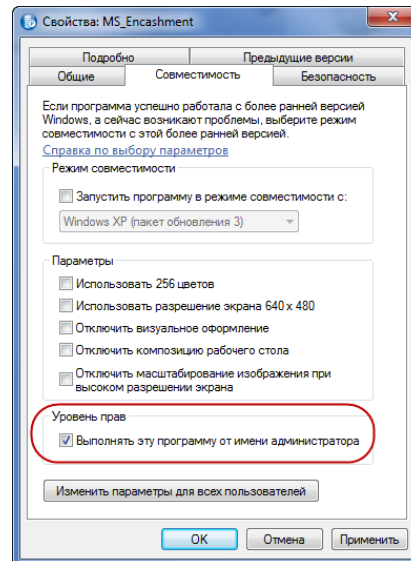 Свойства: MS_Encashment
Подробно
Предыдущие версии
Общие
Совместимость
Безопасность
Если программа успешно работала с более ранней версией
Windows, а сейчас возникают проблемы, выберите режим
совместимости с этой более ранней версией.
Справка по выбору параметров
Режим совместимости
Запустить программу в режиме совместимости с:
Windows XP (пакет обновления 3)
Параметры
Использовать 256 цветов
Использовать разрешение экрана 640 x 480
Отключить визуальное оформление
Отключить композицию рабочего стола
Отключить масштабирование изображения при
высоком разрешении экрана
Уровень прав
Выполнять эту программу от имени администратора
Изменить параметры для всех пользователей
OK
Отмена
Применить